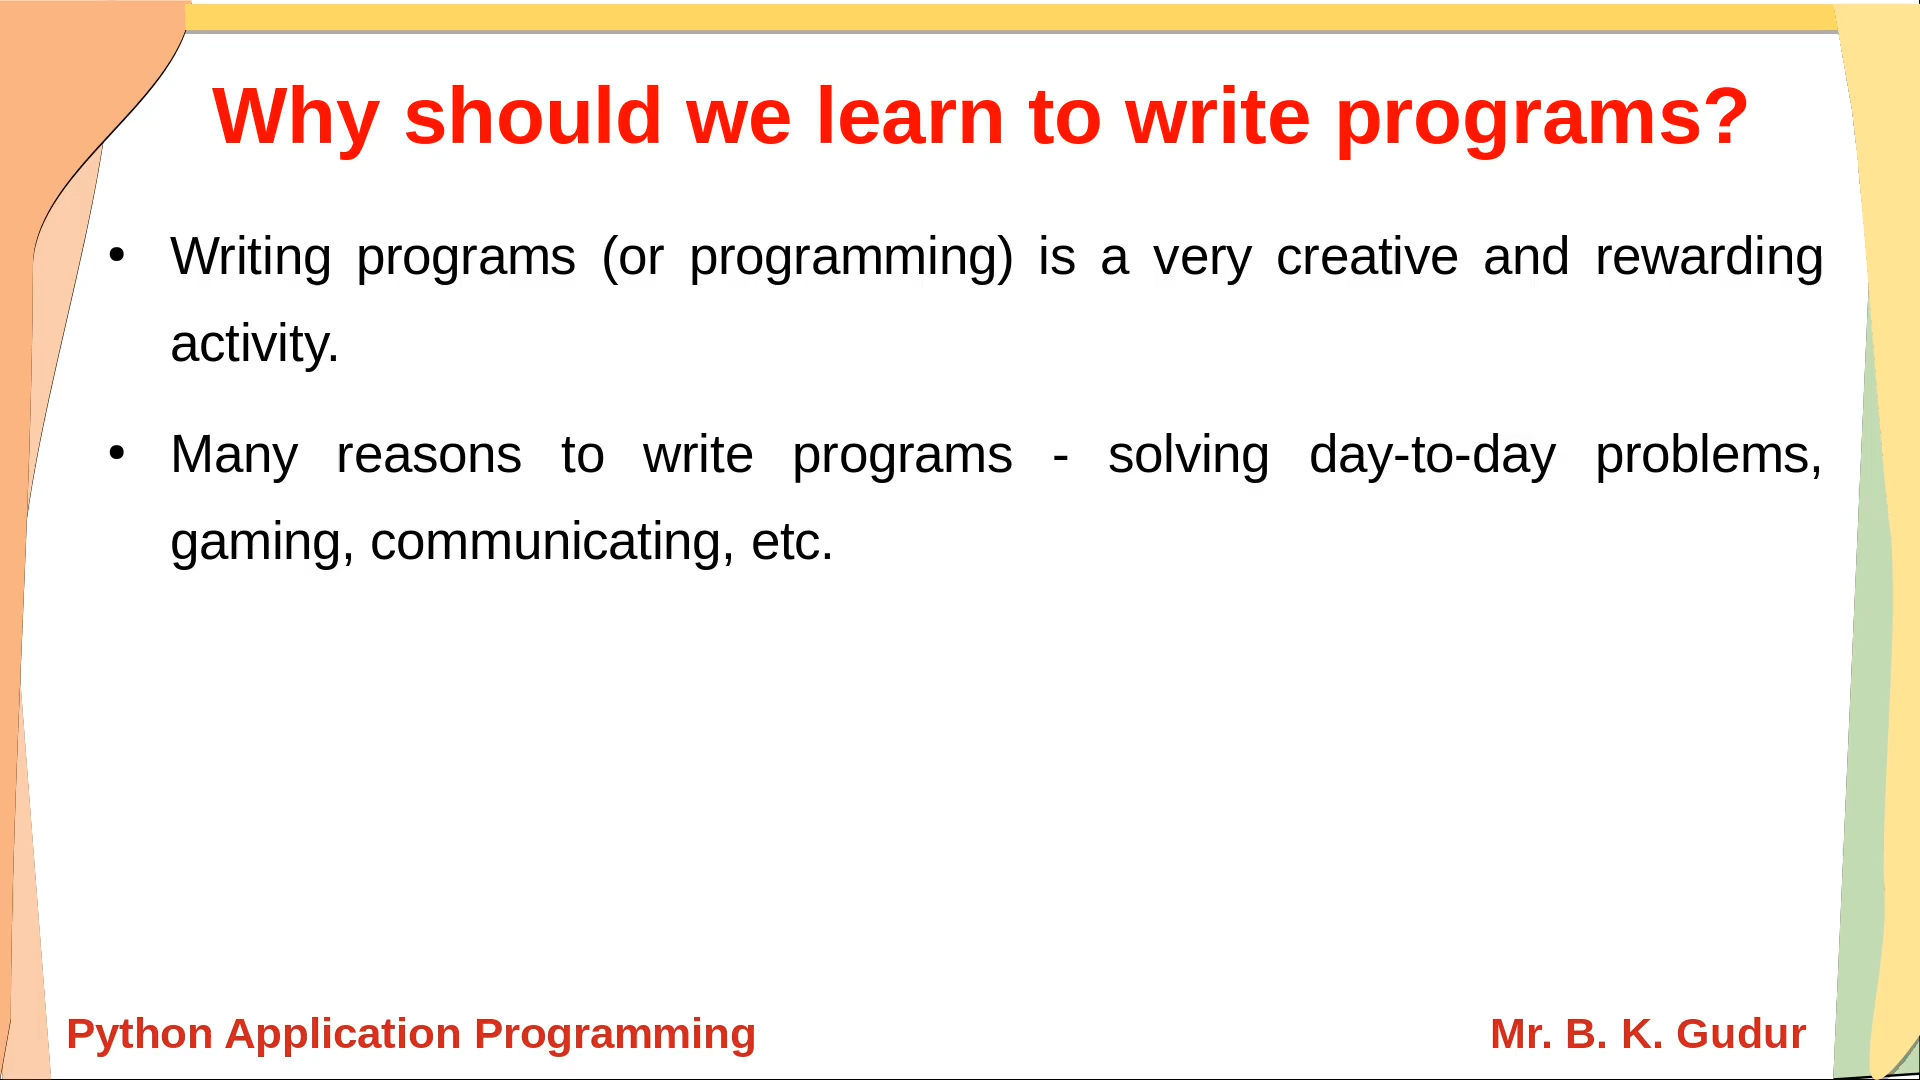 Why should we learn to write programs?
• Writing programs (or programming) is a very creative and rewarding
activity.
• Many reasons to write programs - solving day-to-day problems,
gaming, communicating, etc.
Python Application Programming
Mr. B. K. Gudur